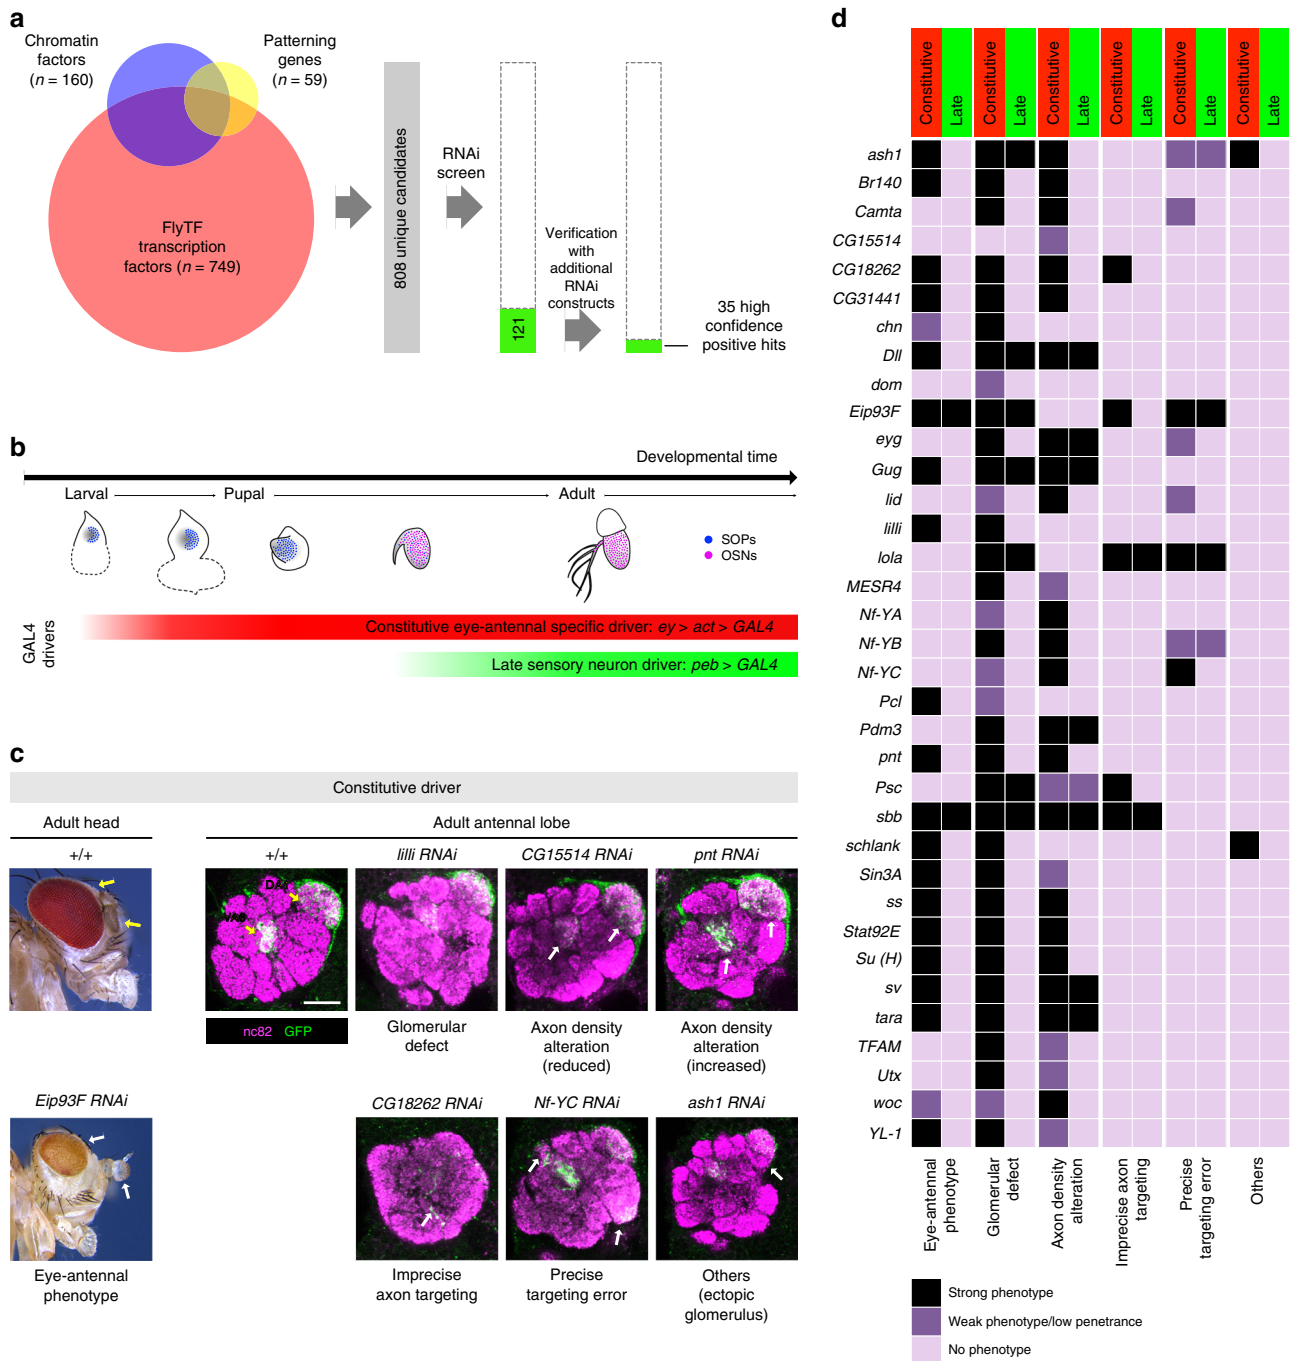 a
Chromatin
factors
(n = 160)
Patterning
genes
(n = 59)
FlyTF
transcription
factors (n = 749)
808 unique candidates
RNAi
screen
121
Verification
with
additional
RNAi
constructs
35 high
confidence
positive hits
b
Developmental time
Larval
Pupal
Adult
SOPs
OSNs
GAL4
drivers
Constitutive eye-antennal specific driver: ey > act > GAL4
Late sensory neuron driver: peb > GAL4
c
Constitutive driver
Adult head
Adult antennal lobe
+/+
+/+
lilli RNAi
CG15514 RNAi
pnt RNAi
nc82 GFP
Glomerular
defect
Axon density
alteration
(reduced)
Axon density
alteration
(increased)
Eip93F RNAi
CG18262 RNAi
Nf-YC RNAi
ash1 RNAi
Eye-antennal
phenotype
Imprecise
axon targeting
Precise
targeting error
Others
(ectopic
glomerulus)
d
Constitutive
Late
Constitutive
Late
Constitutive
Late
Constitutive
Late
Constitutive
Late
Constitutive
Late
ash1
Br140
Camta
CG15514
CG18262
CG31441
chn
Dll
dom
Eip93F
eyg
Gug
lid
lilli
lola
MESR4
Nf-YA
Nf-YB
Nf-YC
Pcl
Pdm3
pnt
Psc
sbb
schlank
Sin3A
ss
Stat92E
Su (H)
sv
tara
TFAM
Utx
woc
YL-1
Eye-antennal
phenotype
Glomerular
defect
Axon density
alteration
Imprecise axon
targeting
Precise
targeting error
Others
Strong phenotype
Weak phenotype/low penetrance
No phenotype